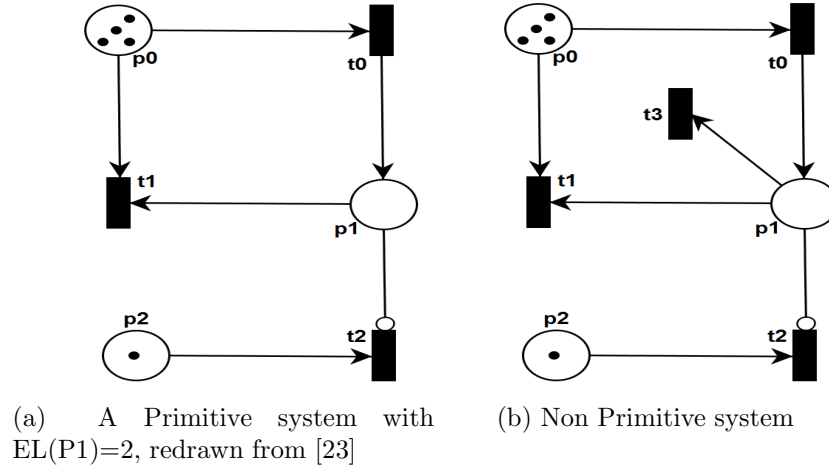 p0
t0
t1
p1
p2
t2
p0
t0
t3
t1
p1
p2
t2
(a) A Primitive system with
EL(P1)=2, redrawn from [23]
(b) Non Primitive system